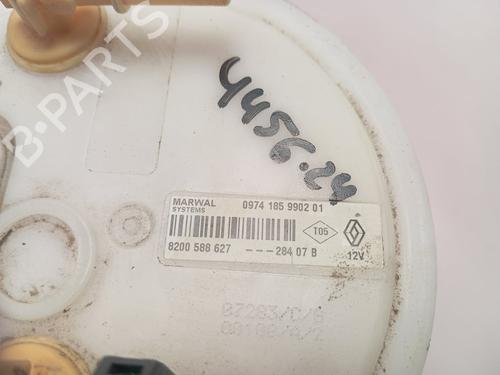 B-PARTS
4456.24
MARWAL
SYSTEMS
0974 185 9902 01
T05
8200 588 627 ---284 07 B
12V